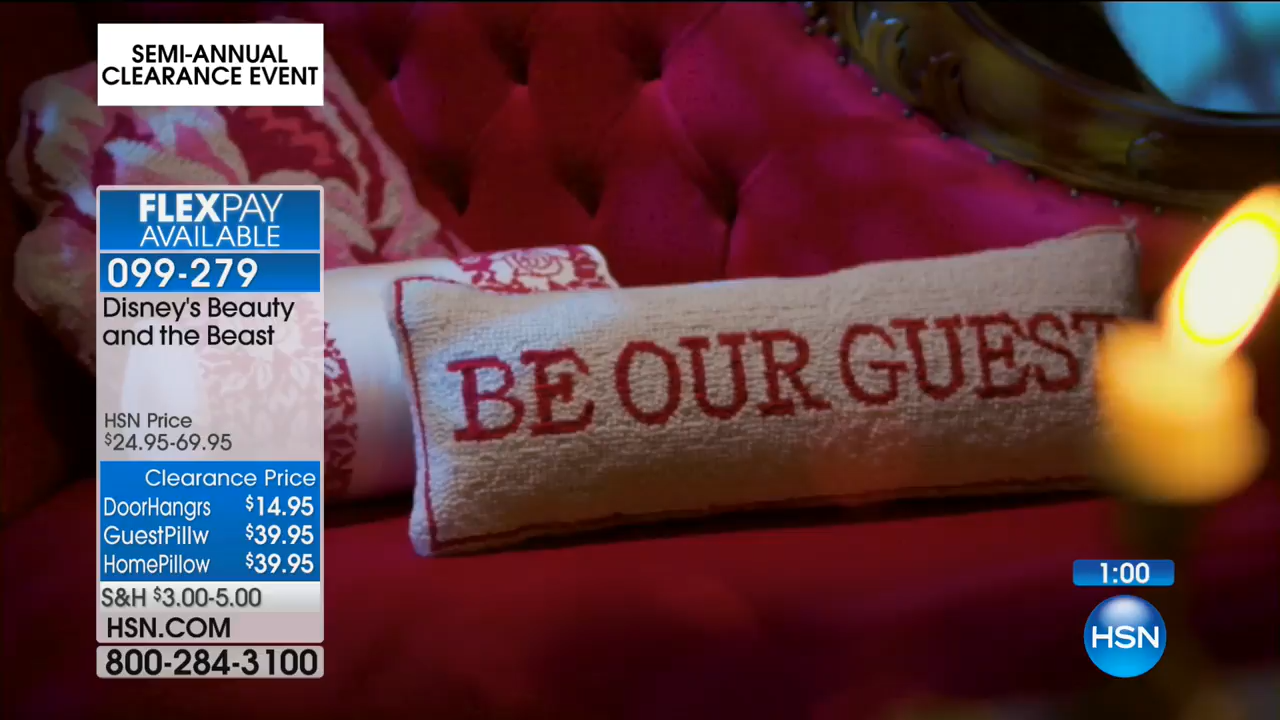 SEMI-ANNUAL
CLEARANCE EVENT
FLEXPAY
AVAILABLE
099-279
Disney's Beauty
and the Beast
HSN Price
$24.95-69.95
Clearance Price
DoorHangrs $14.95
GuestPillw $39.95
HomePillow $39.95
S&H $3.00-5.00
HSN.COM
800-284-3100
BE OUR GUEST
1:00
HSN